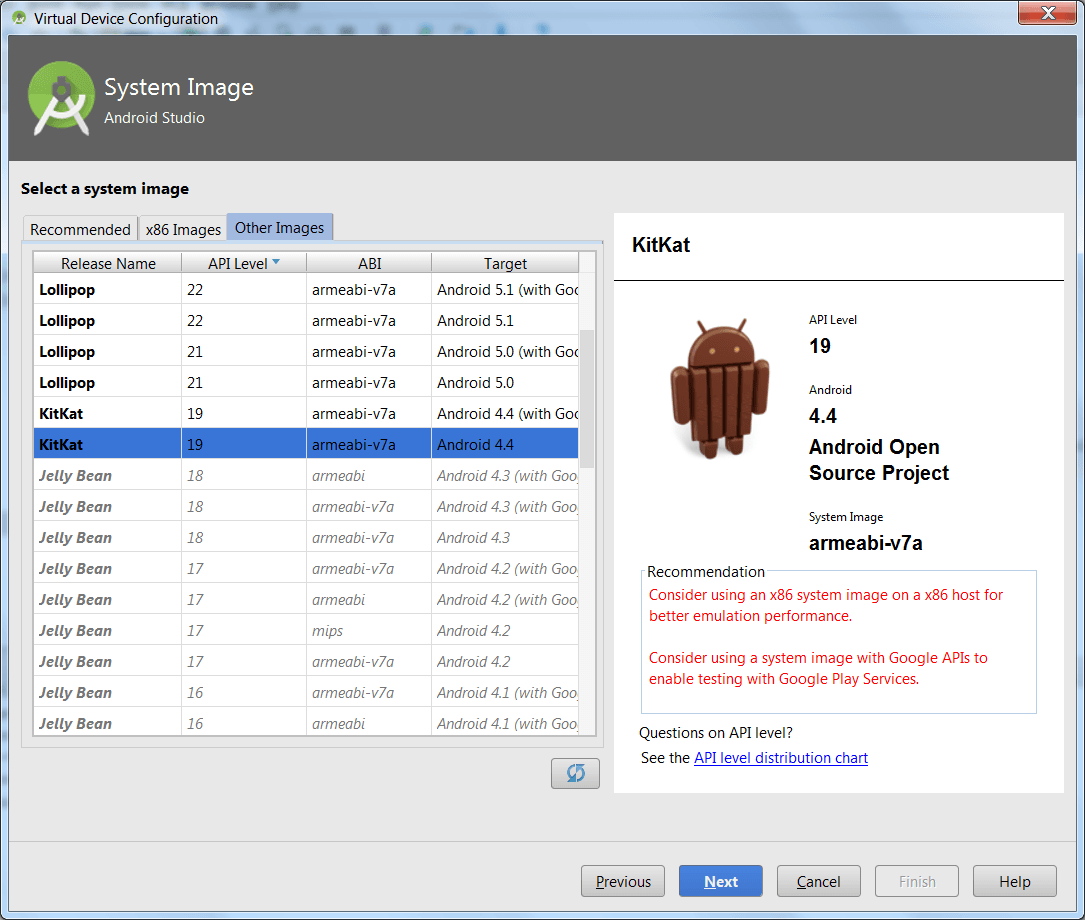 Virtual Device Configuration
System Image
Android Studio
Select a system image
Recommended x86 Images Other Images
Release Name API Level ABI Target
Lollipop 22 armeabi-v7a Android 5.1 (with Goo
Lollipop 22 armeabi-v7a Android 5.1
Lollipop 21 armeabi-v7a Android 5.0 (with Goo
Lollipop 21 armeabi-v7a Android 5.0
KitKat 19 armeabi-v7a Android 4.4 (with Goo
KitKat 19 armeabi-v7a Android 4.4
Jelly Bean 18 armeabi Android 4.3 (with Goo
Jelly Bean 18 armeabi-v7a Android 4.3 (with Goo
Jelly Bean 18 armeabi-v7a Android 4.3
Jelly Bean 17 armeabi-v7a Android 4.2 (with Goo
Jelly Bean 17 armeabi Android 4.2 (with Goo
Jelly Bean 17 mips Android 4.2
Jelly Bean 17 armeabi-v7a Android 4.2
Jelly Bean 16 armeabi-v7a Android 4.1 (with Goo
Jelly Bean 16 armeabi Android 4.1 (with Goo
KitKat
API Level
19
Android
4.4
Android Open
Source Project
System Image
armeabi-v7a
Recommendation
Consider using an x86 system image on a x86 host for
better emulation performance.
Consider using a system image with Google APIs to
enable testing with Google Play Services.
Questions on API level?
See the API level distribution chart
Previous Next Cancel Finish Help